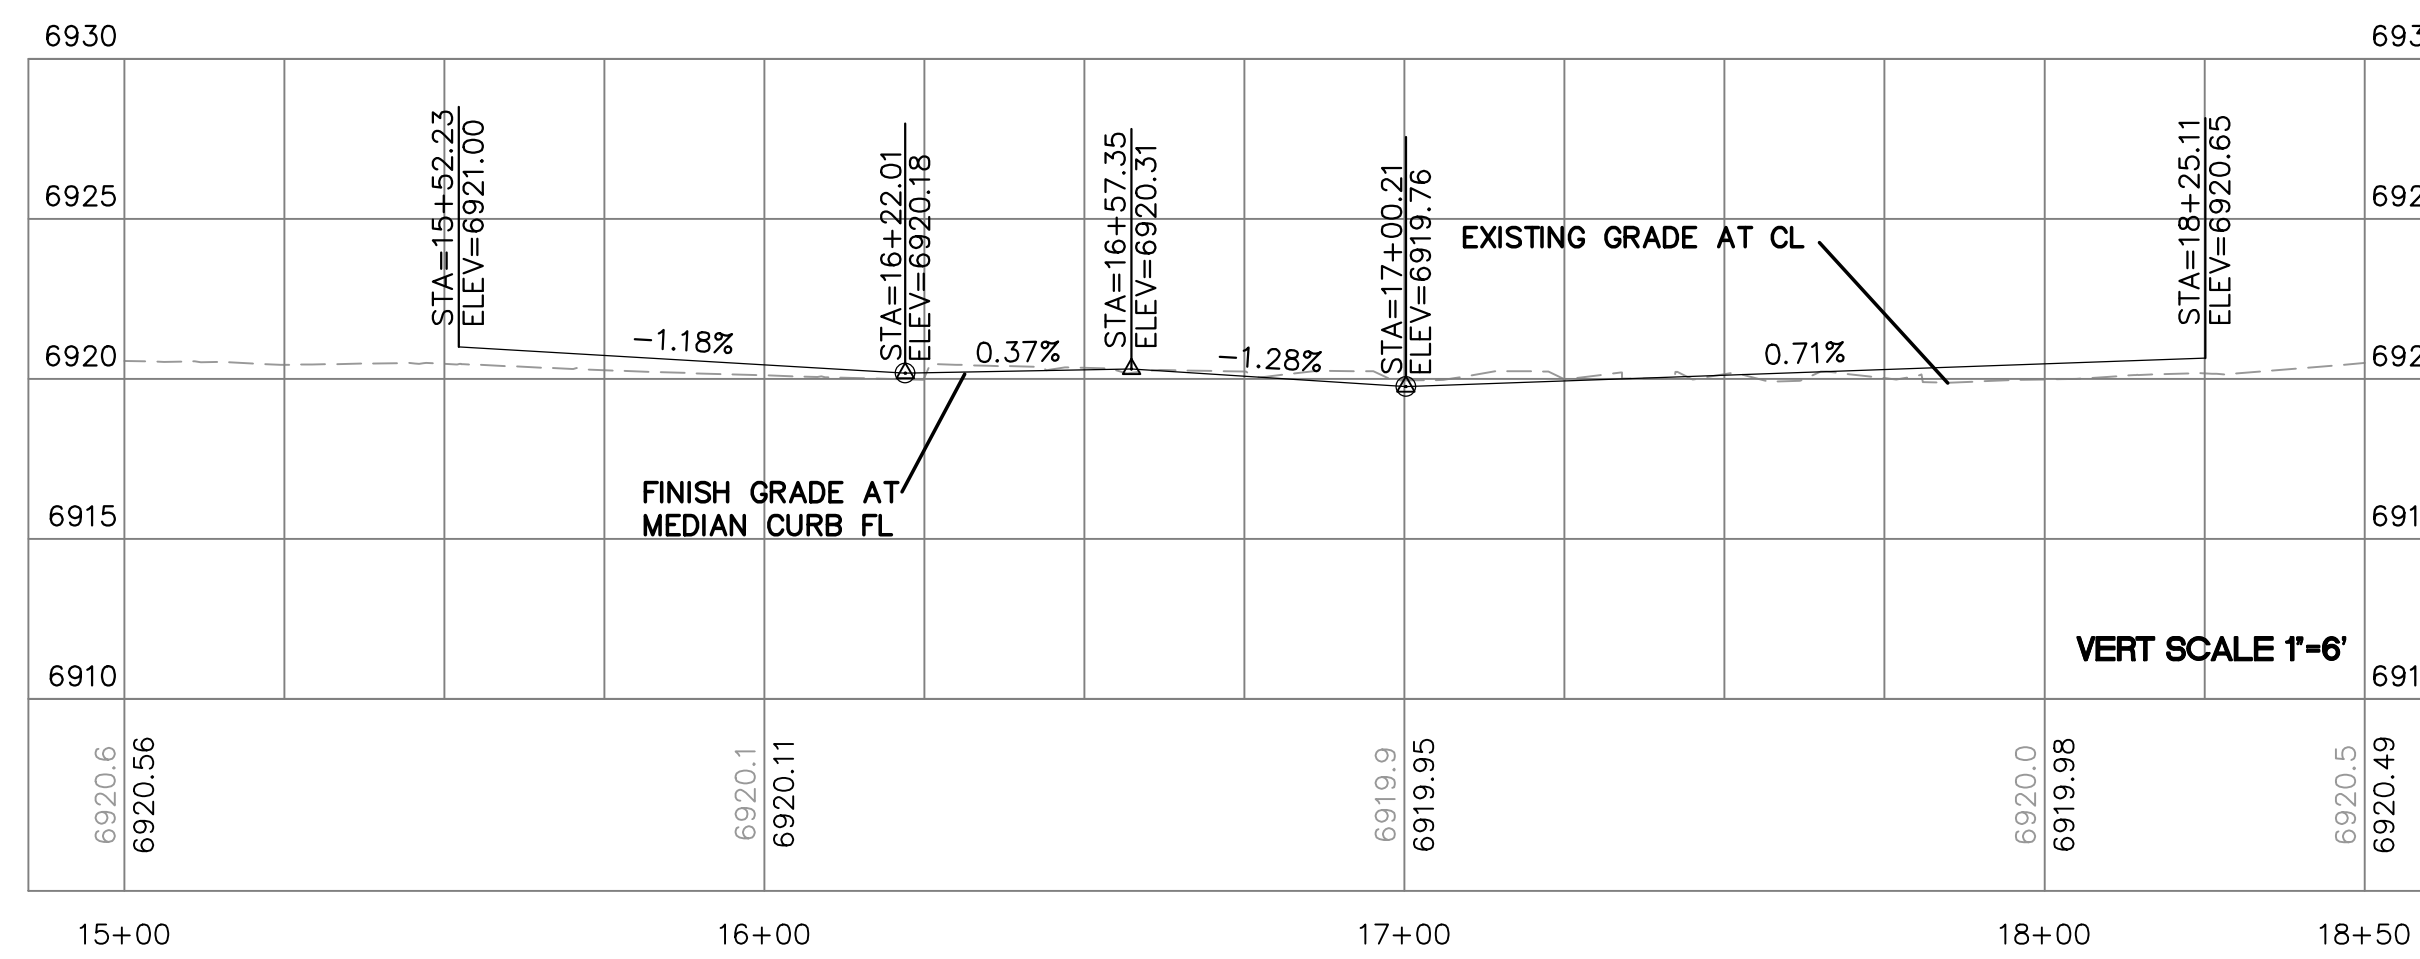 6930
693
STA=15+52.23
ELEV=6921.00
STA=16+22.01
ELEV=6920.18
STA=16+57.35
ELEV=6920.31
STA=17+00.21
ELEV=6919.76
STA=18+25.11
ELEV=6920.65
6925
692
EXISTING GRADE AT CL
6920
-1.18%
0.37%
-1.28%
0.71%
692
FINISH GRADE AT
MEDIAN CURB FL
6915
691
VERT SCALE 1"=6'
6910
691
6920.6
6920.56
6920.1
6920.11
6919.9
6919.95
6920.0
6919.98
6920.5
6920.49
15+00
16+00
17+00
18+00
18+50